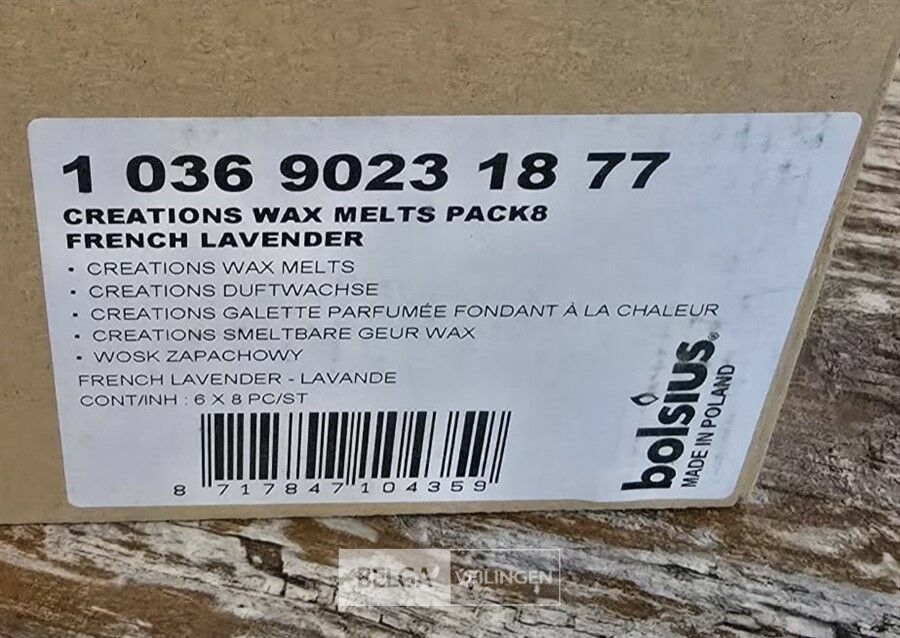 1 036 9023 18 77
CREATIONS WAX MELTS PACK8
FRENCH LAVENDER
• CREATIONS WAX MELTS
• CREATIONS DUFTWACHSE
• CREATIONS GALETTE PARFUMÉE FONDANT À LA CHALEUR
• CREATIONS SMELTBARE GEUR WAX
• WOSK ZAPACHOWY
FRENCH LAVENDER - LAVANDE
CONT/INH : 6 X 8 PC/ST
8 717847 104359
bolsius®
MADE IN POLAND
BELGA VEILINGEN